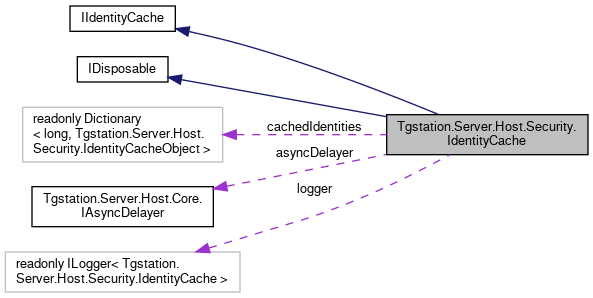 IIdentityCache
IDisposable
readonly Dictionary
< long, Tgstation.Server.Host.
Security.IdentityCacheObject >
cachedIdentities
Tgstation.Server.Host.Security.
IdentityCache
asyncDelayer
Tgstation.Server.Host.Core.
IAsyncDelayer
logger
readonly ILogger< Tgstation.
Server.Host.Security.IdentityCache >